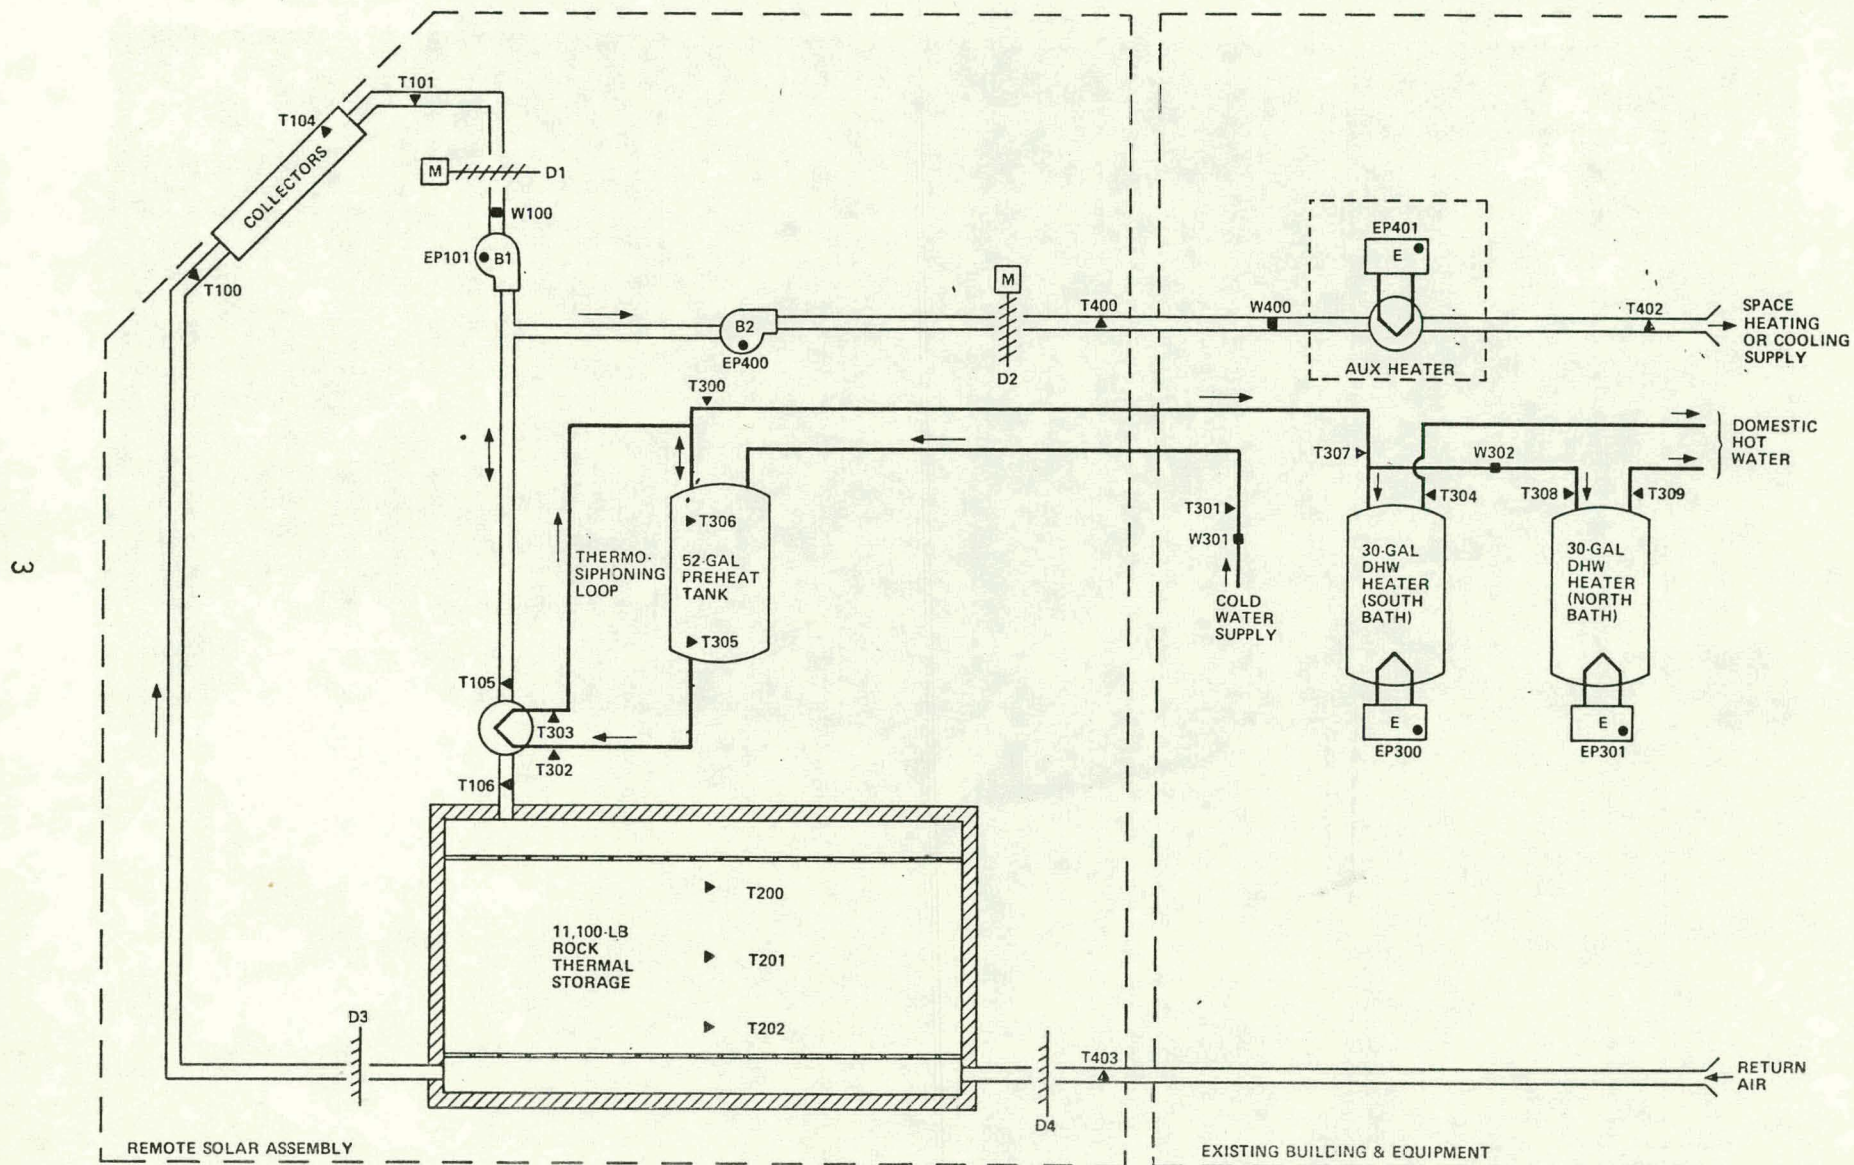 T101
T104
COLLECTORS
M
D1
W100
EP101
B1
T100
EP401
E
M
T400
W400
T402
SPACE
HEATING
OR COOLING
SUPPLY
B2
EP400
D2
AUX HEATER
T300
DOMESTIC
HOT
WATER
T307
W302
T304
T308
T309
T306
T301
W301
THERMO-
SIPHONING
LOOP
52-GAL
PREHEAT
TANK
30-GAL
DHW
HEATER
(SOUTH
BATH)
30-GAL
DHW
HEATER
(NORTH
BATH)
3
COLD
WATER
SUPPLY
T305
T105
T303
T302
E
EP300
E
EP301
T106
T200
11,100-LB
ROCK
THERMAL
STORAGE
T201
T202
D3
T403
RETURN
AIR
D4
REMOTE SOLAR ASSEMBLY
EXISTING BUILDING & EQUIPMENT